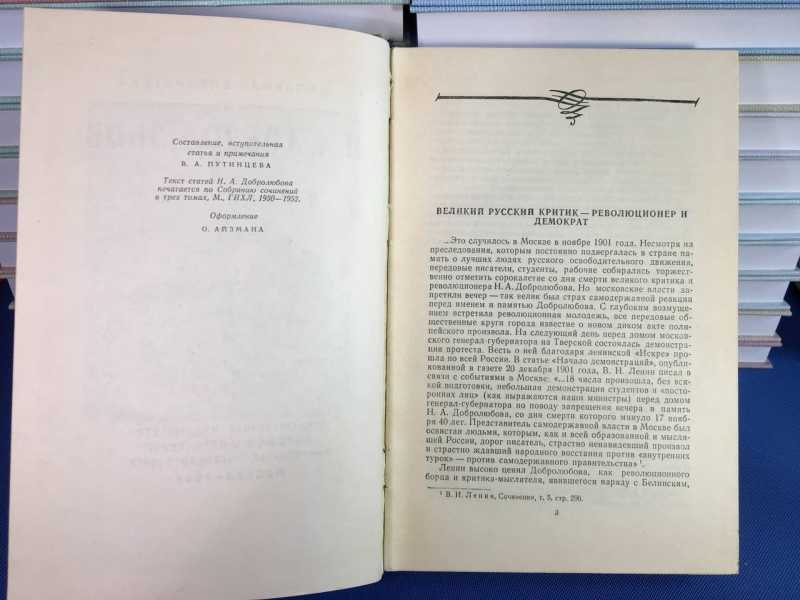 Составление, вступительная
статья и примечания
В. А. ПУТИНЦЕВА
Текст статей Н. А. Добролюбова
печатается по Собранию сочинений
в трех томах, М., ГИХЛ, 1950—1952.
Оформление
О. АЙЗМАНА
ВЕЛИКИЙ РУССКИЙ КРИТИК — РЕВОЛЮЦИОНЕР И
ДЕМОКРАТ
...Это случилось в Москве в ноябре 1901 года. Несмотря на
преследования, которым постоянно подвергалась в стране па-
мять о лучших людях русского освободительного движения,
передовые писатели, студенты, рабочие собирались торжест-
венно отметить сорокалетие со дня смерти великого критика и
революционера Н. А. Добролюбова. Но московские власти за-
претили вечер — так велик был страх самодержавной реакции
перед именем и памятью Добролюбова. С глубоким возмуще-
нием встретила революционная молодежь, все передовые об-
щественные круги города известие о новом диком акте поли-
цейского произвола. На следующий день перед домом москов-
ского генерал-губернатора на Тверской состоялась демонстра-
ция протеста. Весть о ней благодаря ленинской «Искре» про-
шла по всей России. В статье «Начало демонстраций», опубли-
кованной в газете 20 декабря 1901 года, В. И. Ленин писал в
связи с событиями в Москве: «...18 числа произошла, без вся-
кой подготовки, небольшая демонстрация студентов и «посто-
ронних лиц» (как выражаются наши министры) перед домом
генерал-губернатора по поводу запрещения вечера в память
Н. А. Добролюбова, со дня смерти которого минуло 17 нояб-
ря 40 лет. Представитель самодержавной власти в Москве был
освистан людьми, которым, как и всей образованной и мысля-
щей России, дорог писатель, страстно ненавидевший произвол
и страстно ждавший народного восстания против «внутренних
турок» — против самодержавного правительства» ¹.
Ленин высоко ценил Добролюбова, как революционного
борца и критика-мыслителя, явившегося наряду с Белинским,
¹ В. И. Ленин, Сочинения, т. 5, стр. 296.
3